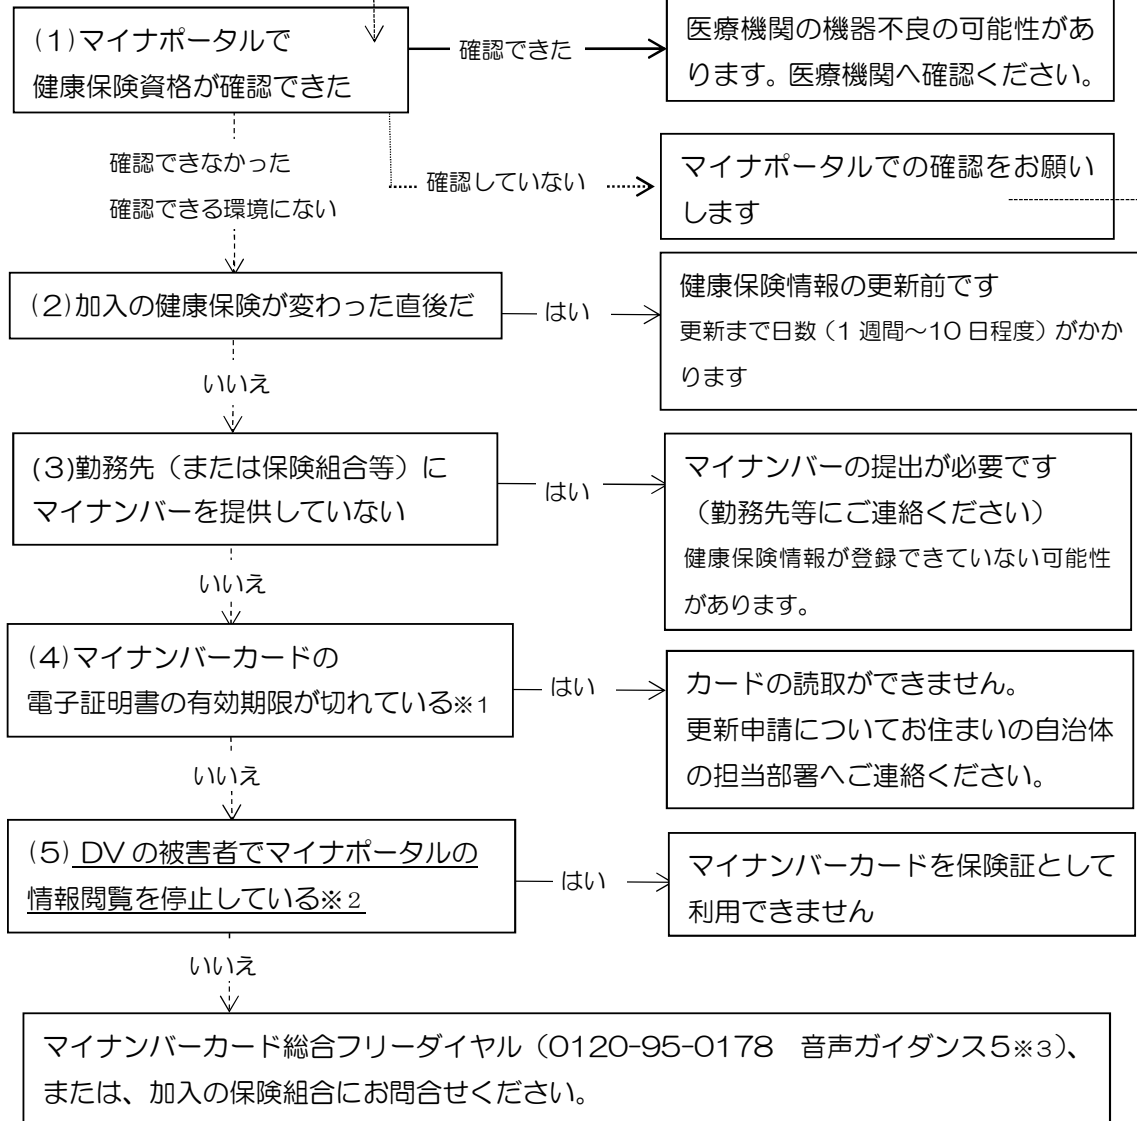 (1)マイナポータルで
健康保険資格が確認できた
確認できた
医療機関の機器不良の可能性があ
ります。医療機関へ確認ください。
確認できなかった
確認できる環境にない
確認していない
マイナポータルでの確認をお願い
します
(2)加入の健康保険が変わった直後だ
はい
健康保険情報の更新前です
更新まで日数（1週間～10日程度）がかか
ります
いいえ
(3)勤務先（または保険組合等）に
マイナンバーを提供していない
はい
マイナンバーの提出が必要です
（勤務先等にご連絡ください）
健康保険情報が登録できていない可能性
があります。
いいえ
(4)マイナンバーカードの
電子証明書の有効期限が切れている※1
はい
カードの読取ができません。
更新申請についてお住まいの自治体
の担当部署へご連絡ください。
いいえ
(5) DVの被害者でマイナポータルの
情報閲覧を停止している※2
はい
マイナンバーカードを保険証として
利用できません
いいえ
マイナンバーカード総合フリーダイヤル（0120-95-0178　音声ガイダンス5※3）、
または、加入の保険組合にお問合せください。